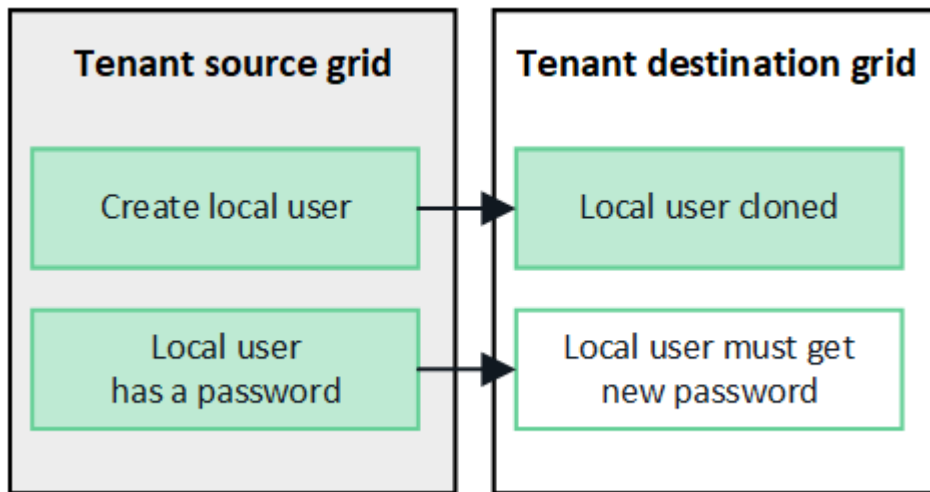 Tenant source grid
Tenant destination grid
Create local user
Local user cloned
Local user
has a password
Local user must get
new password